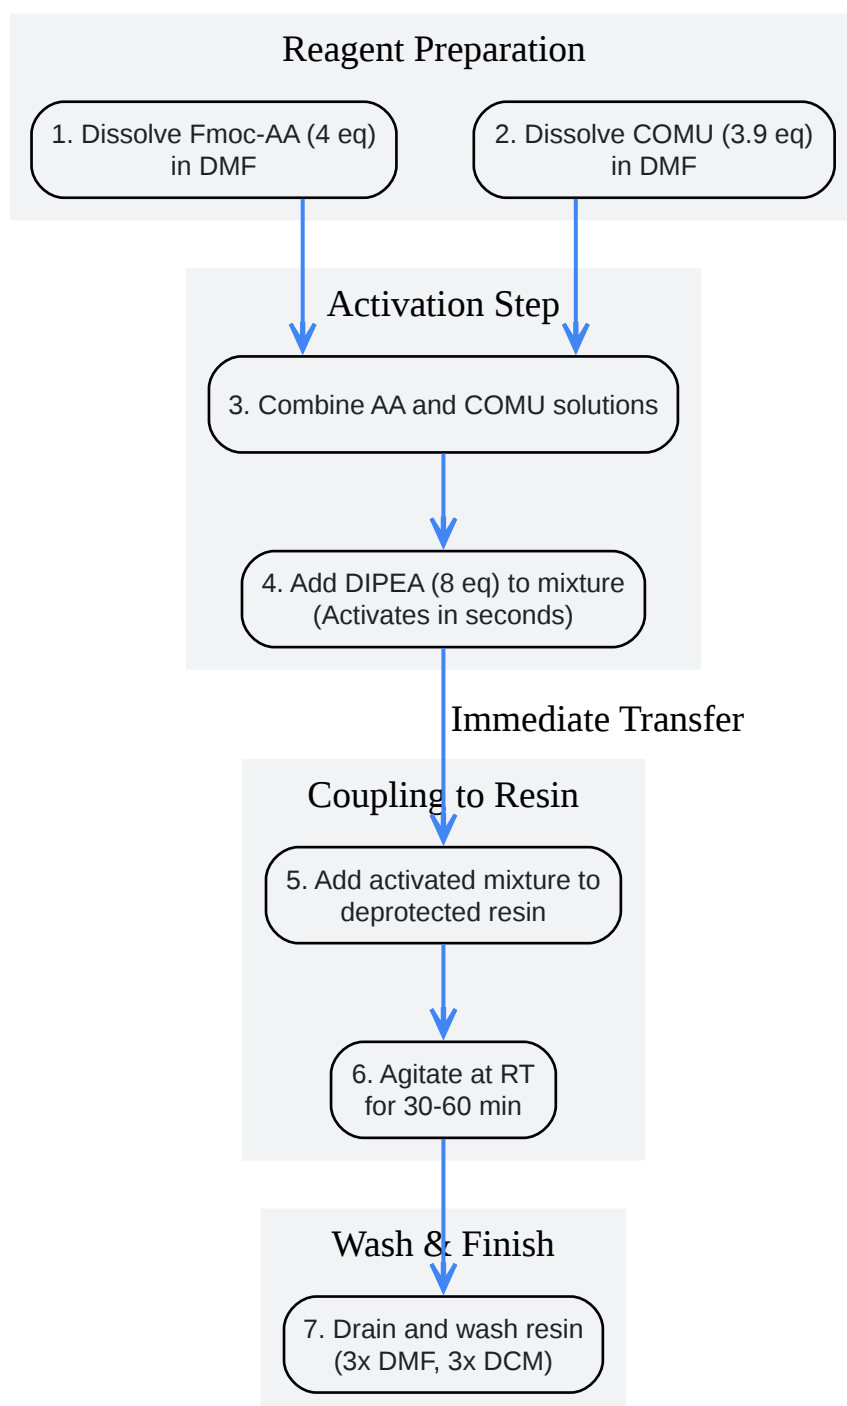 Reagent Preparation
1. Dissolve Fmoc-AA (4 eq)
in DMF
2. Dissolve COMU (3.9 eq)
in DMF
Activation Step
3. Combine AA and COMU solutions
4. Add DIPEA (8 eq) to mixture
(Activates in seconds)
Immediate Transfer
Coupling to Resin
5. Add activated mixture to
deprotected resin
6. Agitate at RT
for 30-60 min
Wash & Finish
7. Drain and wash resin
(3x DMF, 3x DCM)